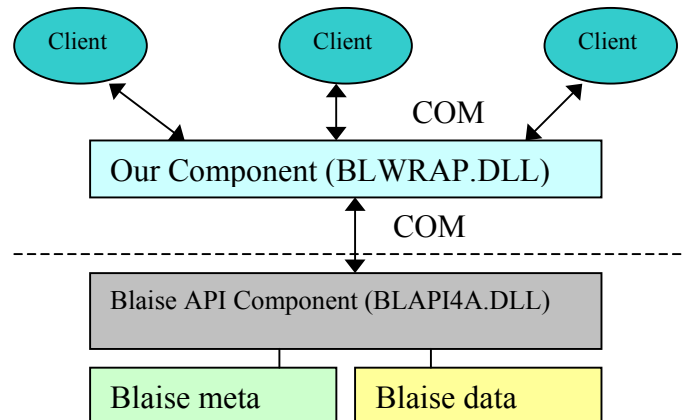 Client
Client
Client
COM
Our Component (BLWRAP.DLL)
COM
Blaise API Component (BLAPI4A.DLL)
Blaise meta
Blaise data